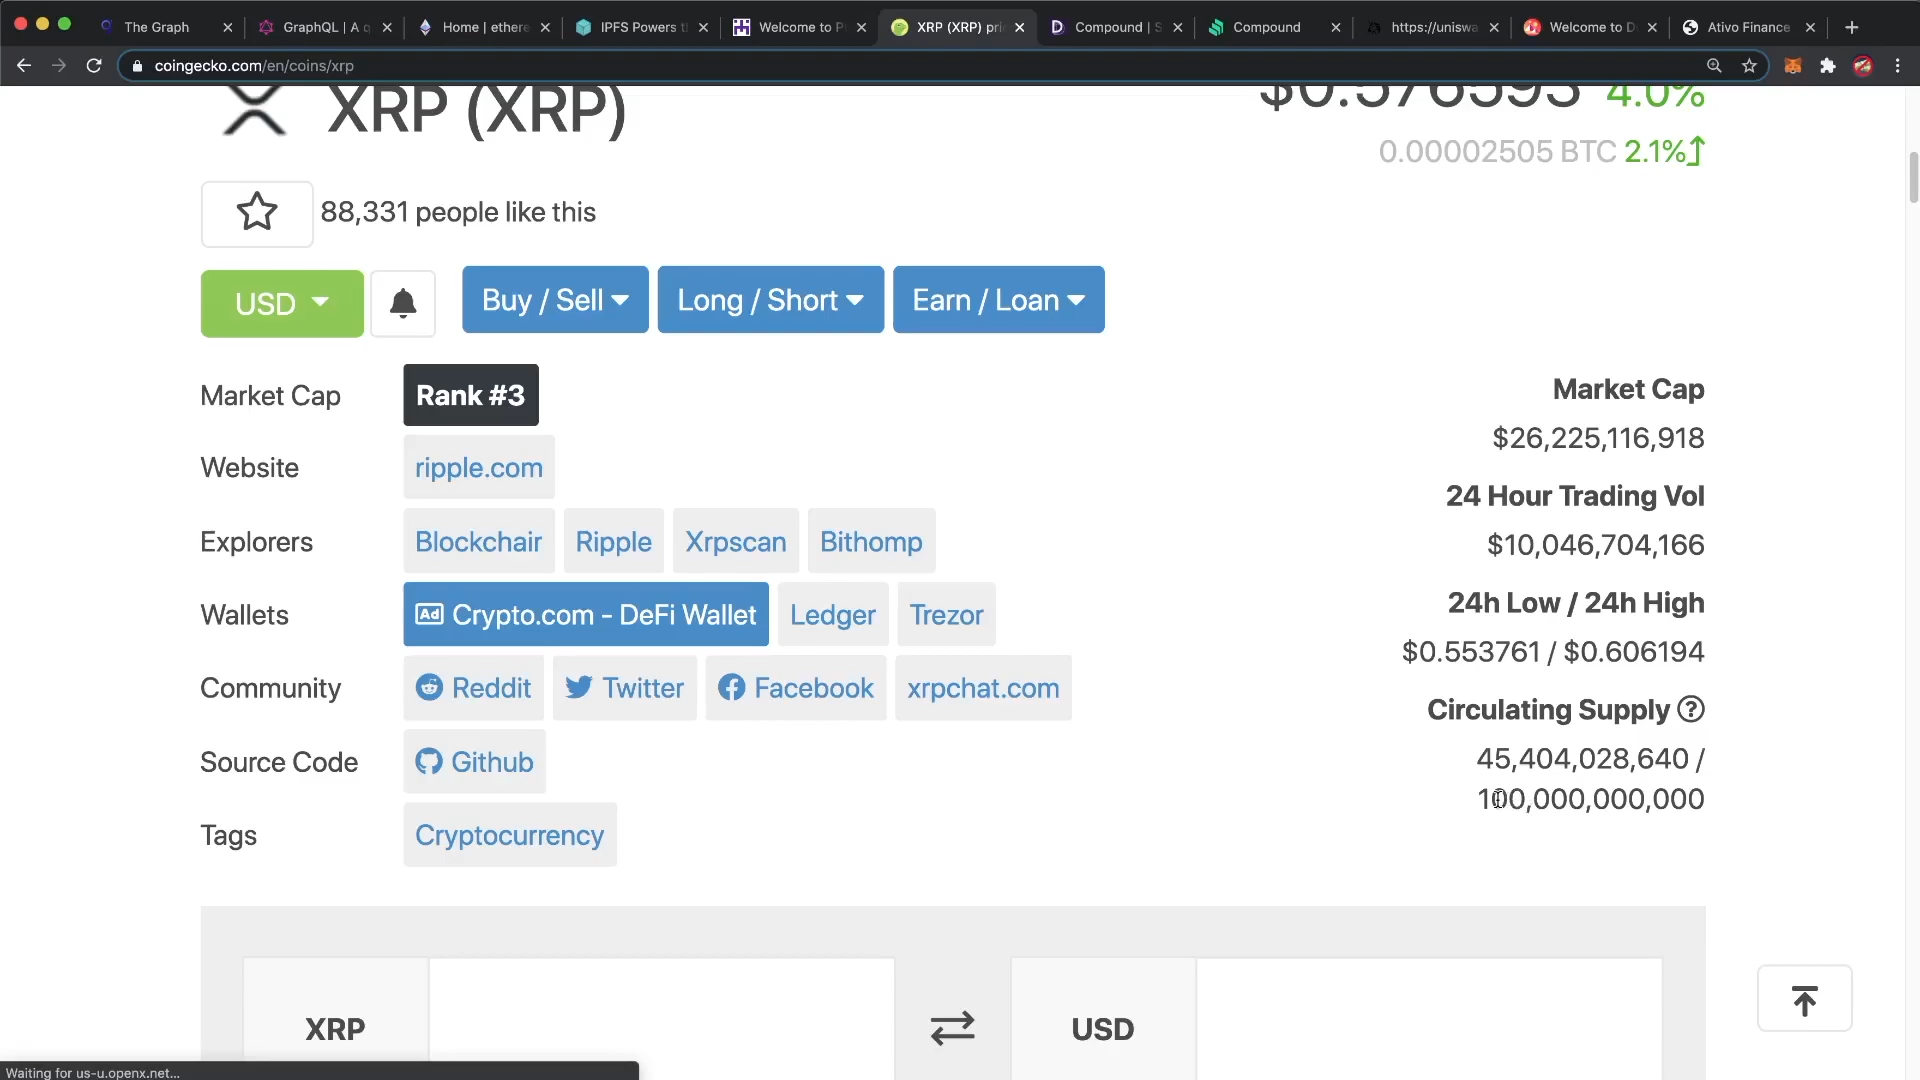 The Graph
GraphQL | A q
Home | ethere
IPFS Powers t
Welcome to P
XRP (XRP) pri
Compound | S
Compound
https://uniswa
Welcome to D
Ativo Finance
coingecko.com/en/coins/xrp
XRP (XRP)
$0.576593 4.0%
0.00002505 BTC 2.1%
88,331 people like this
USD
Buy / Sell
Long / Short
Earn / Loan
Market Cap Rank #3
Website ripple.com
Explorers Blockchair Ripple Xrpscan Bithomp
Wallets Ad Crypto.com - DeFi Wallet Ledger Trezor
Community Reddit Twitter Facebook xrpchat.com
Source Code Github
Tags Cryptocurrency
Market Cap
$26,225,116,918
24 Hour Trading Vol
$10,046,704,166
24h Low / 24h High
$0.553761 / $0.606194
Circulating Supply ?
45,404,028,640 /
100,000,000,000
XRP
USD
Waiting for us-u.openx.net...